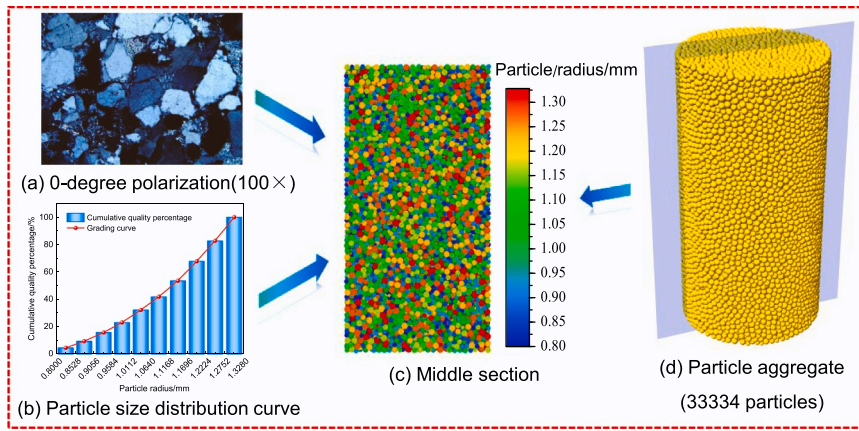 (a) 0-degree polarization(100×)
Cumulative quality percentage/%
100
80
60
40
20
0
Cumulative quality percentage
Grading curve
0.8000
0.8528
0.9056
0.9584
1.0112
1.0640
1.1168
1.1696
1.2224
1.2752
1.3280
Particle radius/mm
(b) Particle size distribution curve
Particle/radius/mm
1.30
1.25
1.20
1.15
1.10
1.05
1.00
0.95
0.90
0.85
0.80
(c) Middle section
(d) Particle aggregate
(33334 particles)